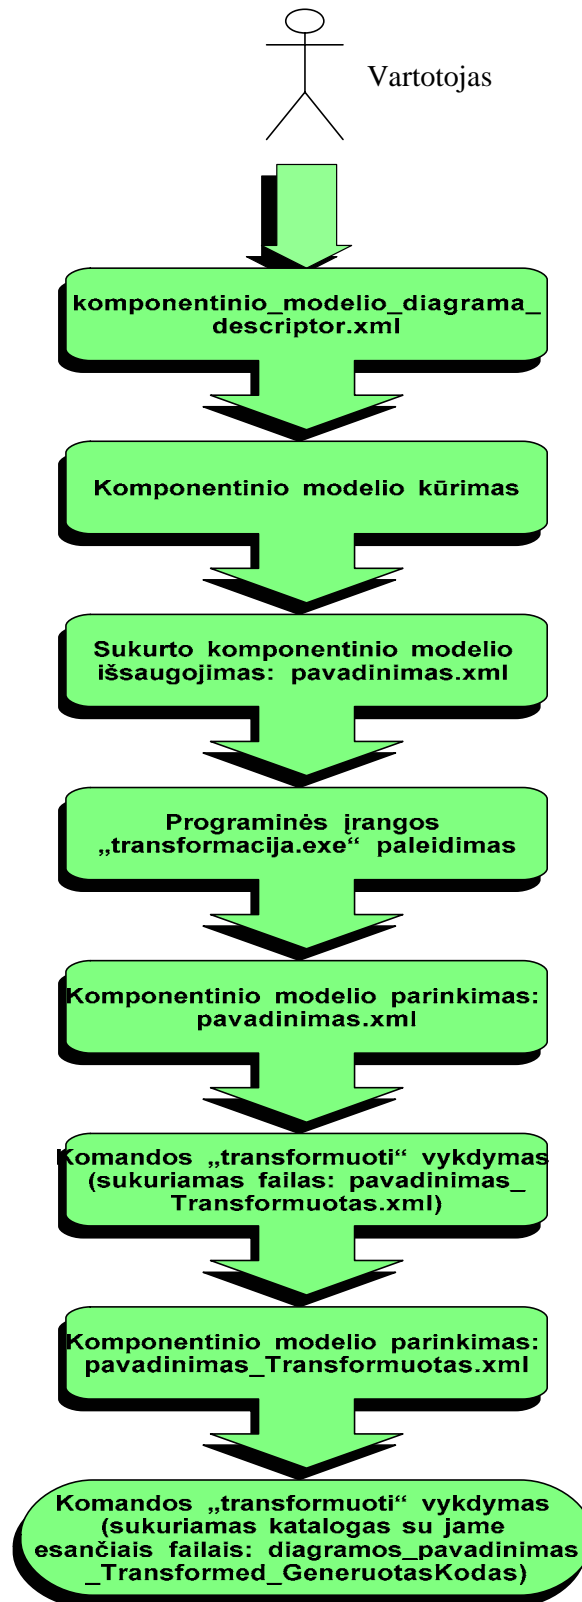 Vartotojas
komponentinio_modelio_diagrama_
descriptor.xml
Komponentinio modelio kūrimas
Sukurto komponentinio modelio
išsaugojimas: pavadinimas.xml
Programinės įrangos
„transformacija.exe“ paleidimas
Komponentinio modelio parinkimas:
pavadinimas.xml
Komandos „transformuoti“ vykdymas
(sukuriamas failas: pavadinimas_
Transformuotas.xml)
Komponentinio modelio parinkimas:
pavadinimas_Transformuotas.xml
Komandos „transformuoti“ vykdymas
(sukuriamas katalogas su jame
esančiais failais: diagramos_pavadinimas
_Transformed_GeneruotasKodas)